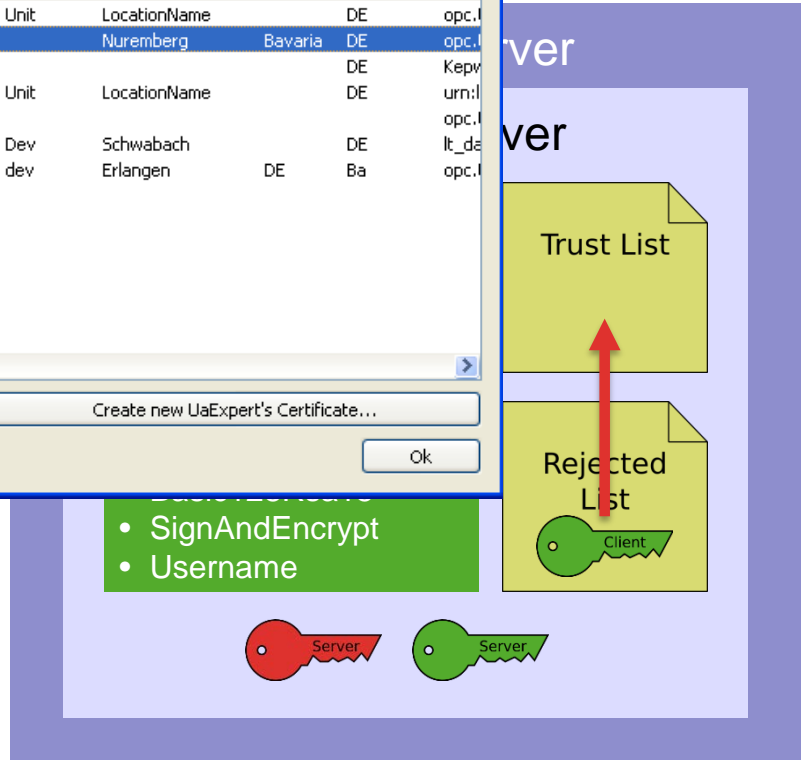 Unit LocationName DE opc.
Nuremberg Bavaria DE opc.
DE Kepw
Unit LocationName DE urn:l
opc.
Dev Schwabach DE lt_da
dev Erlangen DE Ba opc.
Create new UaExpert's Certificate...
Ok
rver
ver
Trust List
Rejected
List
Client
• SignAndEncrypt
• Username
Server
Server